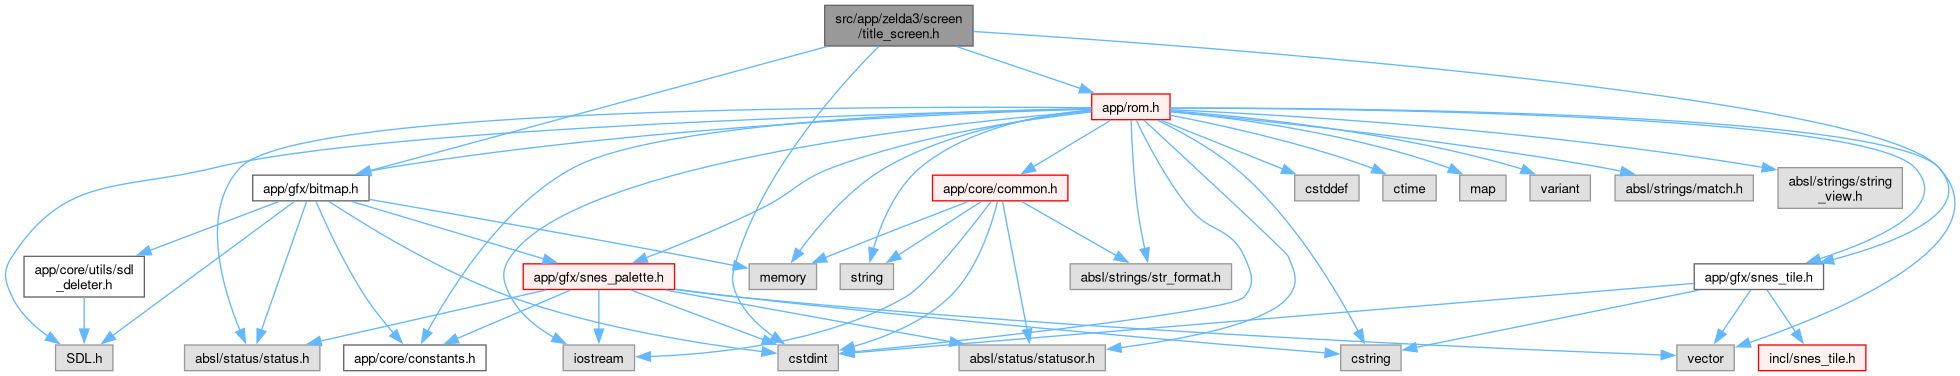 src/app/zelda3/screen
/title_screen.h
app/rom.h
app/gfx/bitmap.h
app/core/common.h
cstddef
ctime
map
variant
absl/strings/match.h
absl/strings/string
_view.h
app/core/utils/sdl
_deleter.h
app/gfx/snes_palette.h
memory
string
absl/strings/str_format.h
app/gfx/snes_tile.h
SDL.h
absl/status/status.h
app/core/constants.h
iostream
cstdint
absl/status/statusor.h
cstring
vector
incl/snes_tile.h